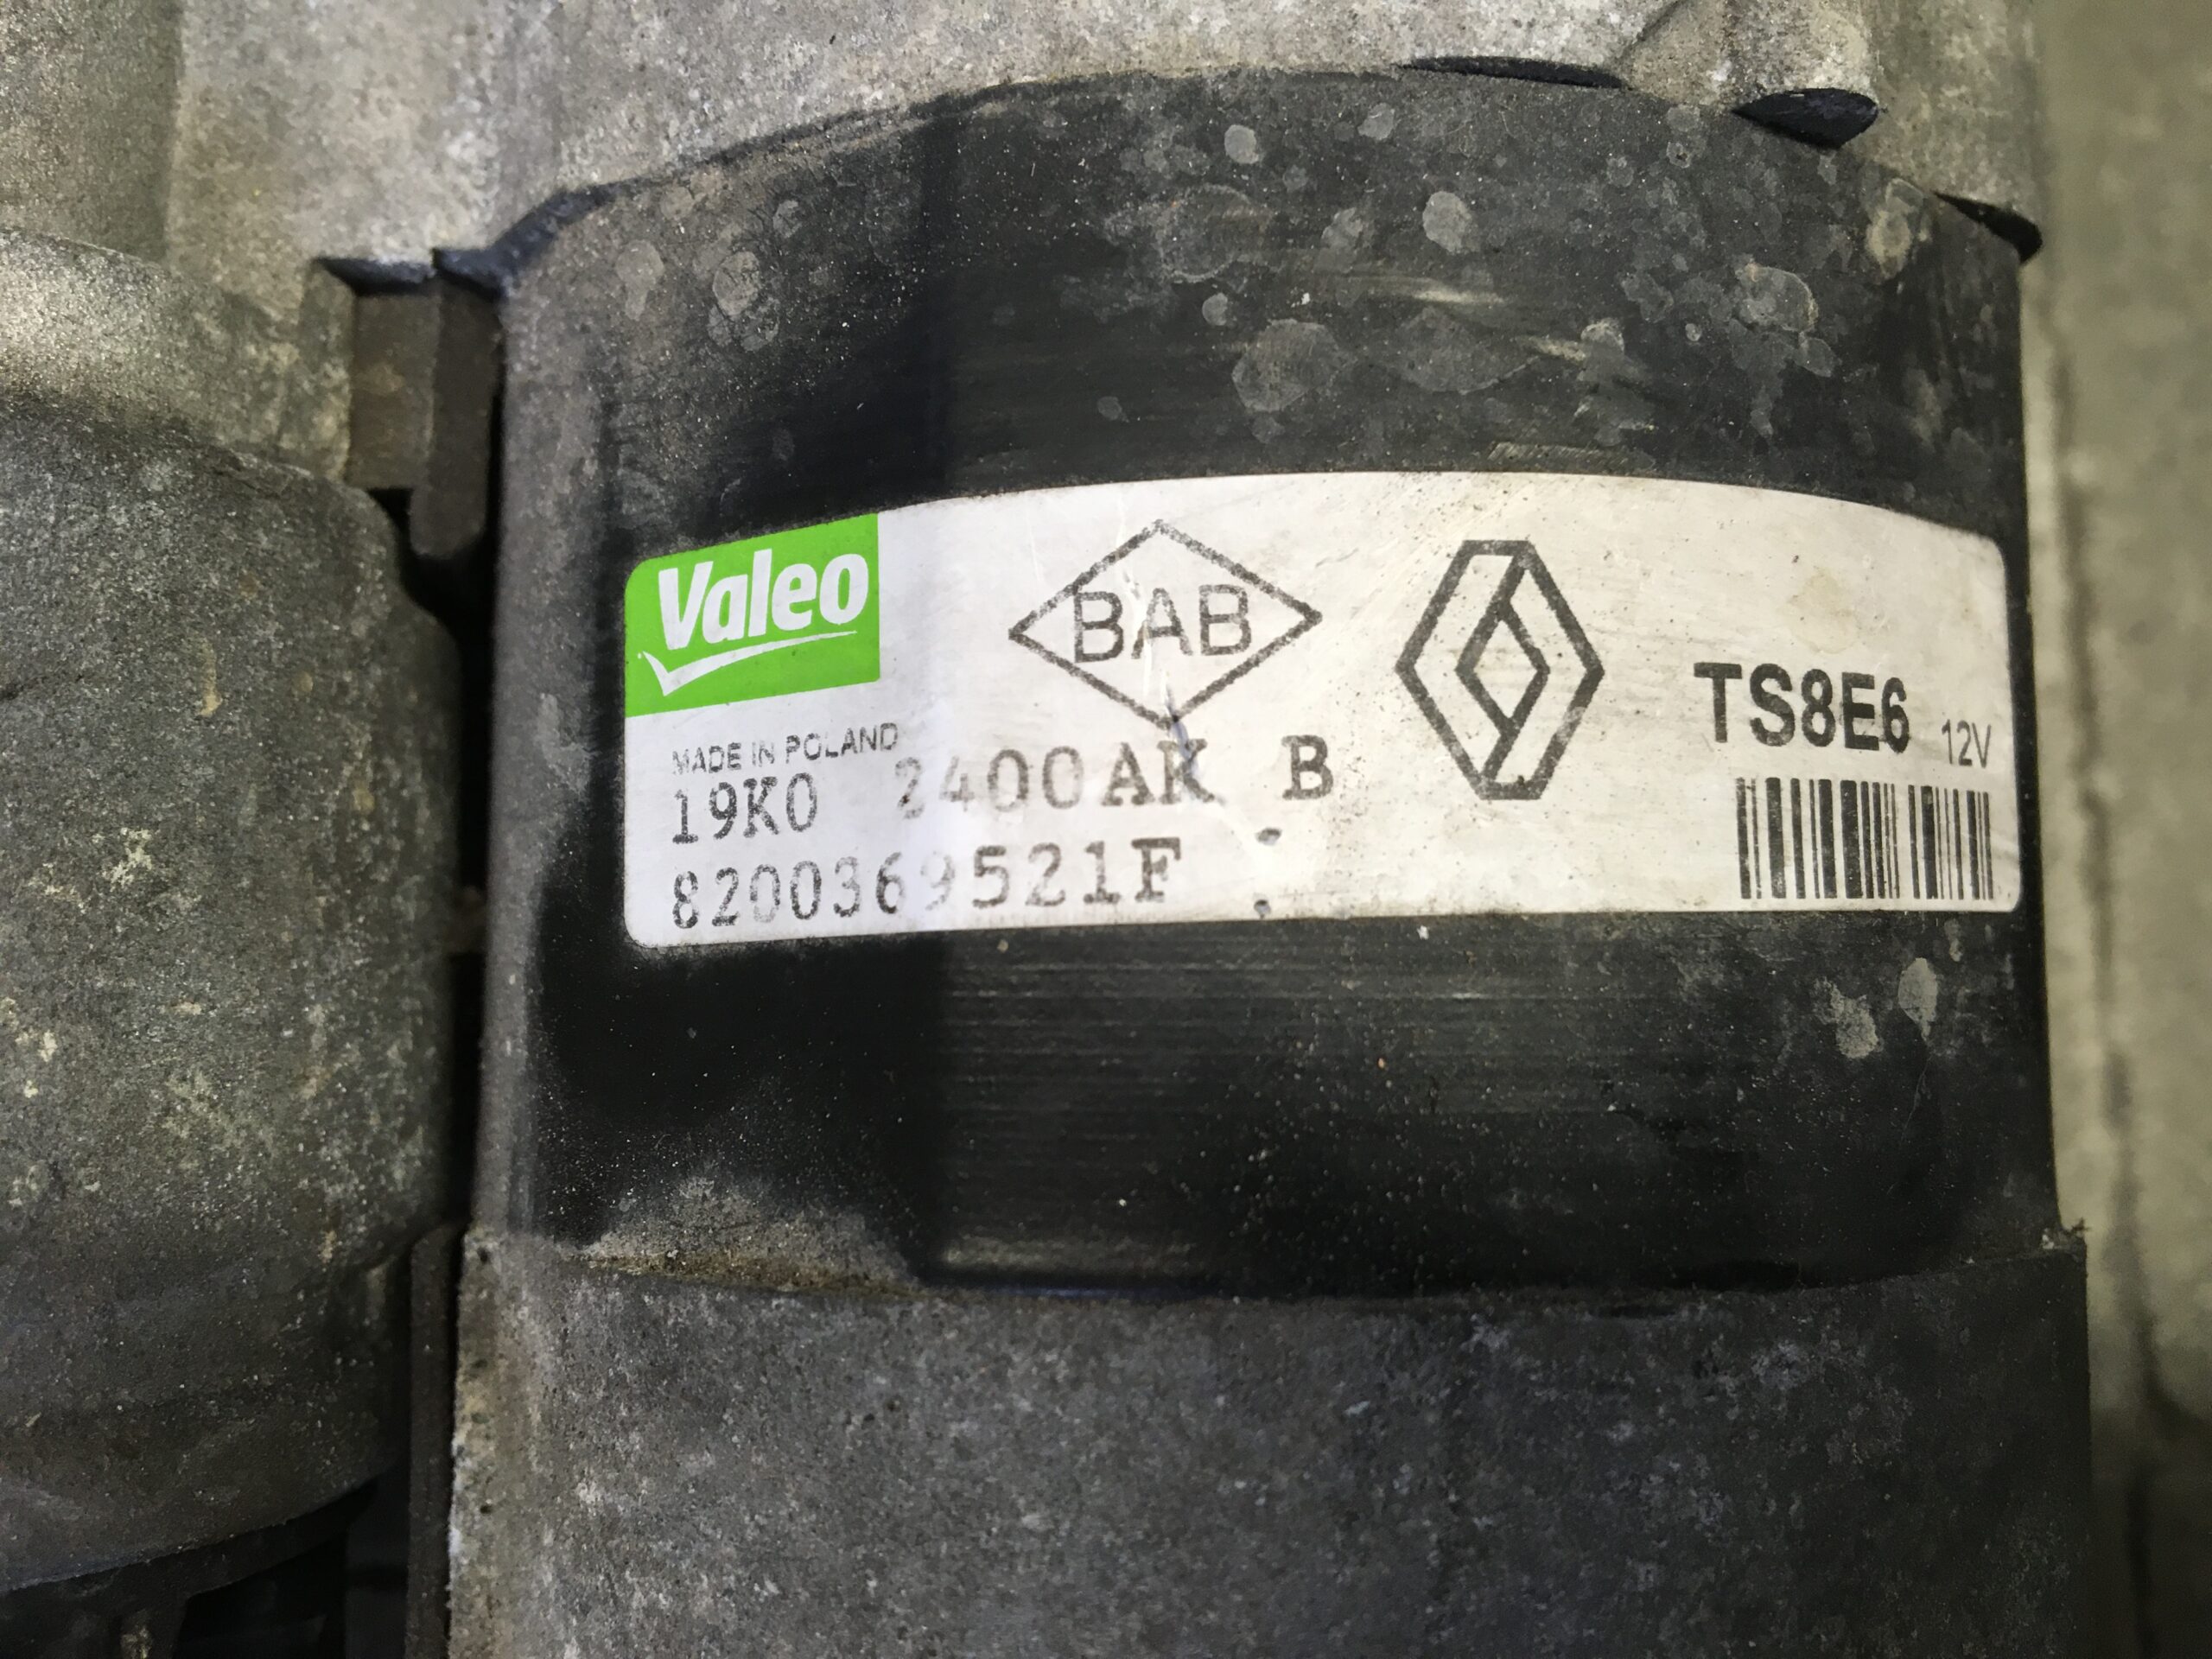 Valeo
BAB
TS8E6 12V
MADE IN POLAND
19K0 2400AK B
8200369521F